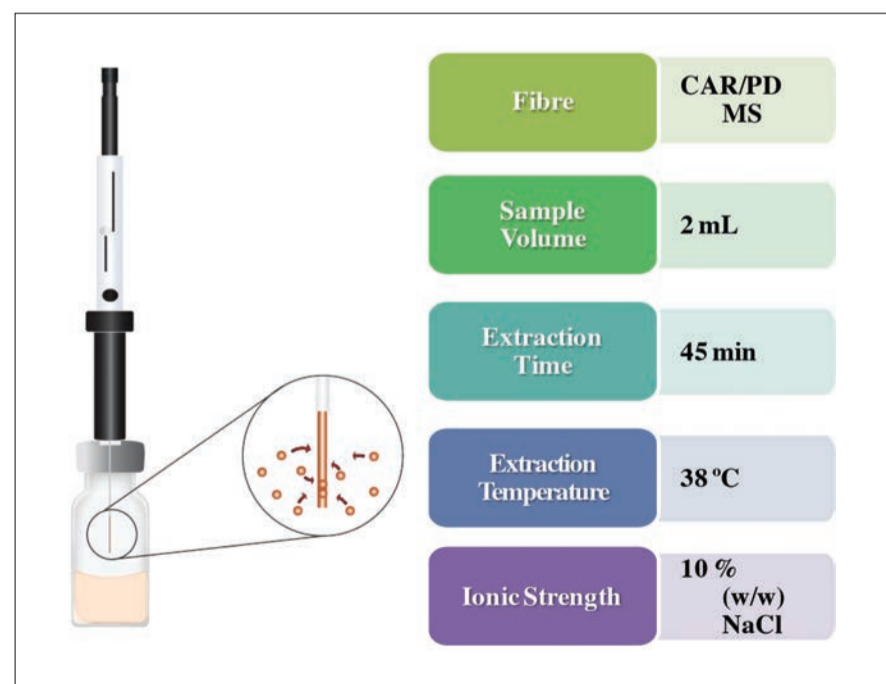 Fibre
CAR/PD
MS
Sample
Volume
2 mL
Extraction
Time
45 min
Extraction
Temperature
38 ºC
Ionic Strength
10 %
(w/w)
NaCl